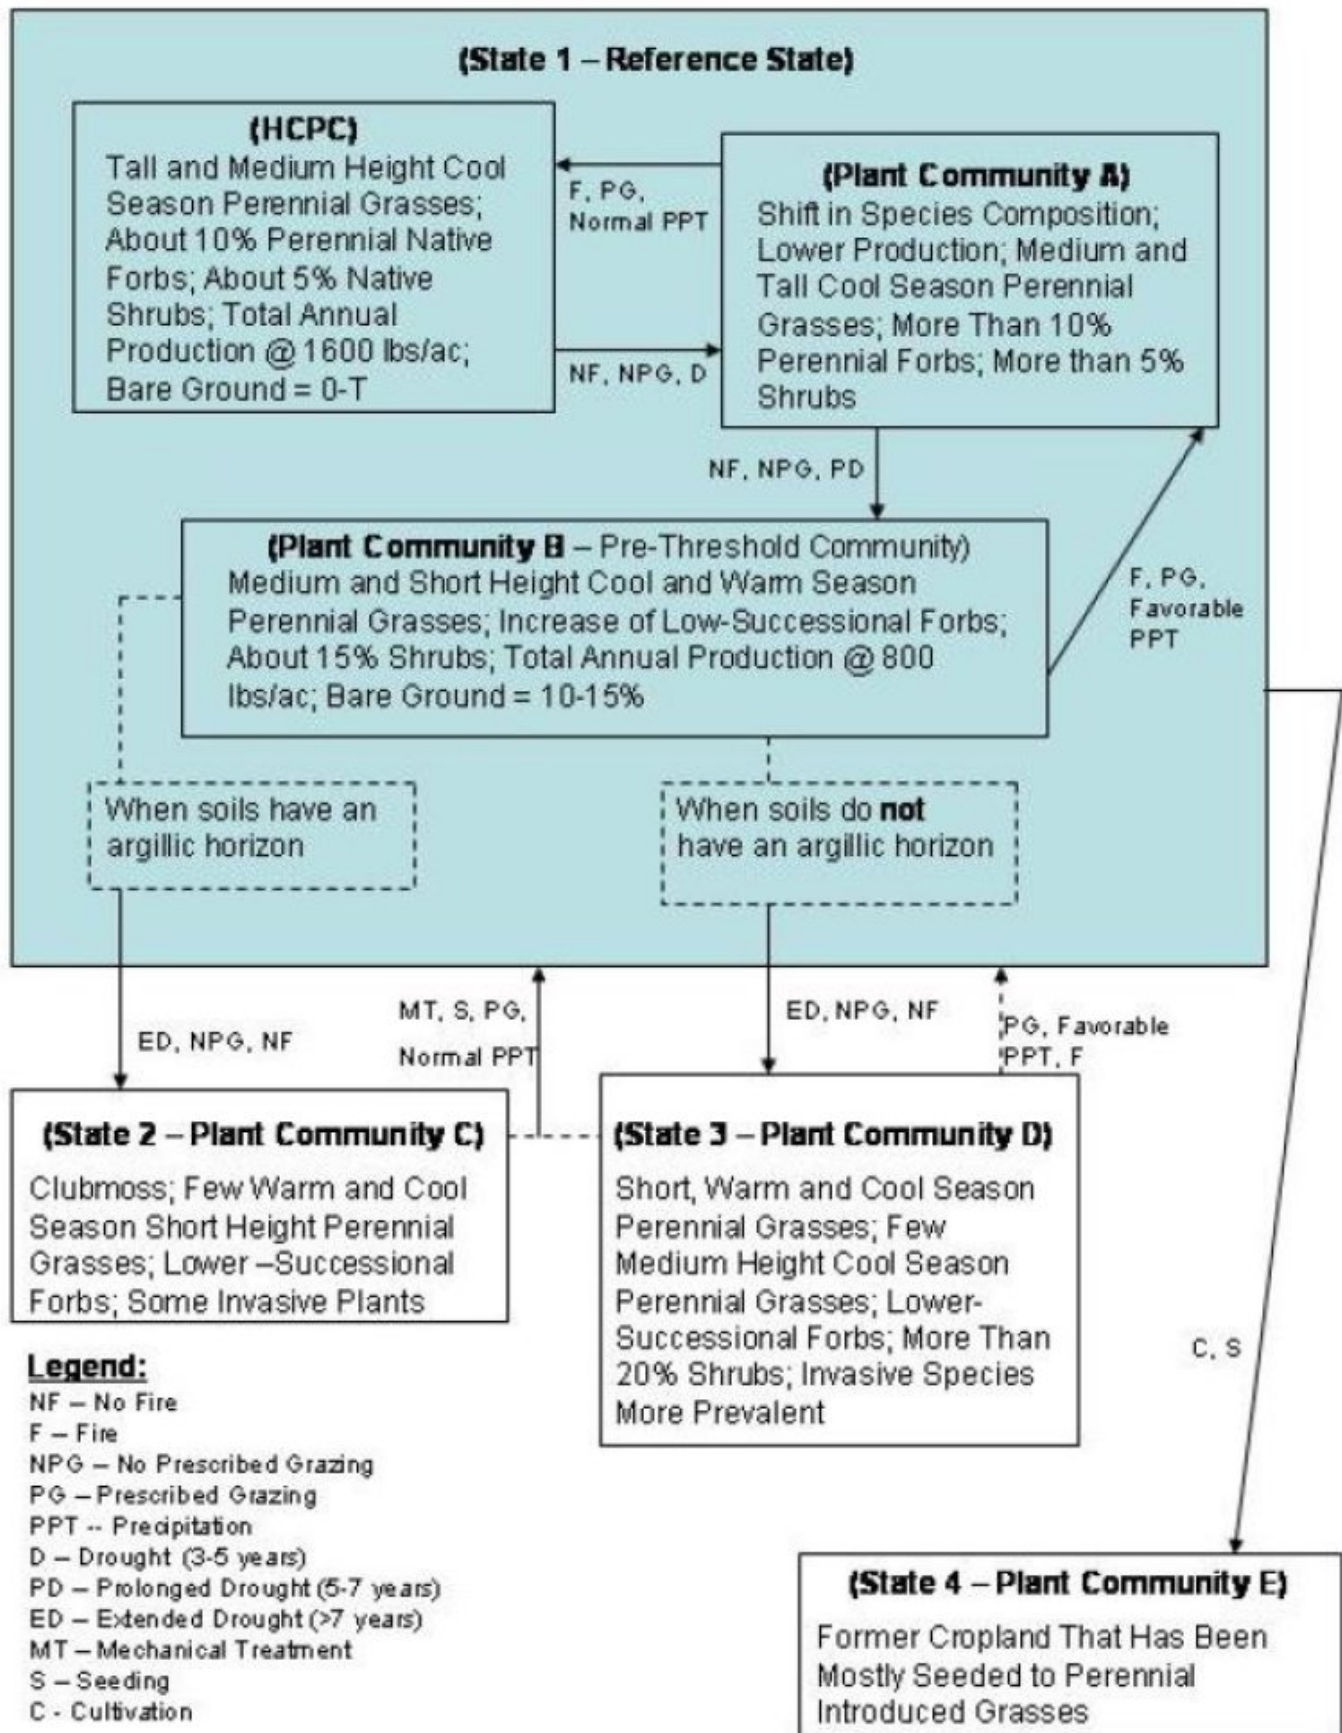 (State 1 – Reference State)
(HCPC)
Tall and Medium Height Cool
Season Perennial Grasses;
About 10% Perennial Native
Forbs; About 5% Native
Shrubs; Total Annual
Production @ 1600 lbs/ac;
Bare Ground = 0-T
F, PG,
Normal PPT
NF, NPG, D
(Plant Community A)
Shift in Species Composition;
Lower Production; Medium and
Tall Cool Season Perennial
Grasses; More Than 10%
Perennial Forbs; More than 5%
Shrubs
NF, NPG, PD
(Plant Community B – Pre-Threshold Community)
Medium and Short Height Cool and Warm Season
Perennial Grasses; Increase of Low-Successional Forbs;
About 15% Shrubs; Total Annual Production @ 800
lbs/ac; Bare Ground = 10-15%
F, PG,
Favorable
PPT
When soils have an
argillic horizon
When soils do not
have an argillic horizon
ED, NPG, NF
MT, S, PG,
Normal PPT
ED, NPG, NF
PG, Favorable
PPT, F
(State 2 – Plant Community C)
Clubmoss; Few Warm and Cool
Season Short Height Perennial
Grasses; Lower –Successional
Forbs; Some Invasive Plants
(State 3 – Plant Community D)
Short, Warm and Cool Season
Perennial Grasses; Few
Medium Height Cool Season
Perennial Grasses; Lower-
Successional Forbs; More Than
20% Shrubs; Invasive Species
More Prevalent
C, S
Legend:
NF – No Fire
F – Fire
NPG – No Prescribed Grazing
PG – Prescribed Grazing
PPT -- Precipitation
D – Drought (3-5 years)
PD – Prolonged Drought (5-7 years)
ED – Extended Drought (>7 years)
MT – Mechanical Treatment
S – Seeding
C - Cultivation
(State 4 – Plant Community E)
Former Cropland That Has Been
Mostly Seeded to Perennial
Introduced Grasses